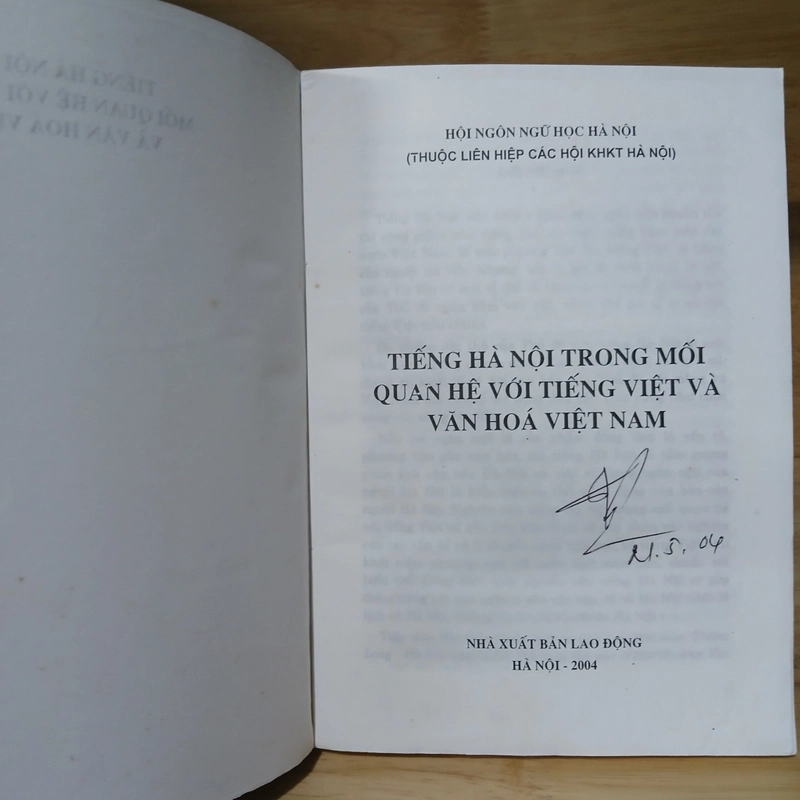 HỘI NGÔN NGỮ HỌC HÀ NỘI
(THUỘC LIÊN HIỆP CÁC HỘI KHKT HÀ NỘI)
TIẾNG HÀ NỘI TRONG MỐI
QUAN HỆ VỚI TIẾNG VIỆT VÀ
VĂN HOÁ VIỆT NAM
21.5.04
NHÀ XUẤT BẢN LAO ĐỘNG
HÀ NỘI - 2004